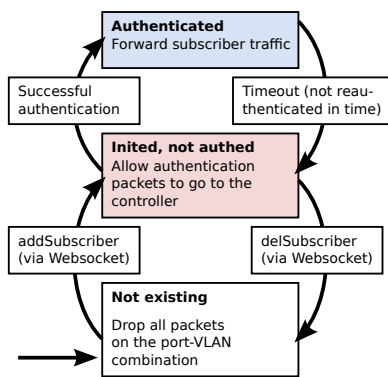 Authenticated
Forward subscriber traffic
Successful
authentication
Timeout (not reau-
thenticated in time)
Inited, not authed
Allow authentication
packets to go to the
controller
addSubscriber
(via Websocket)
delSubscriber
(via Websocket)
Not existing
Drop all packets
on the port-VLAN
combination